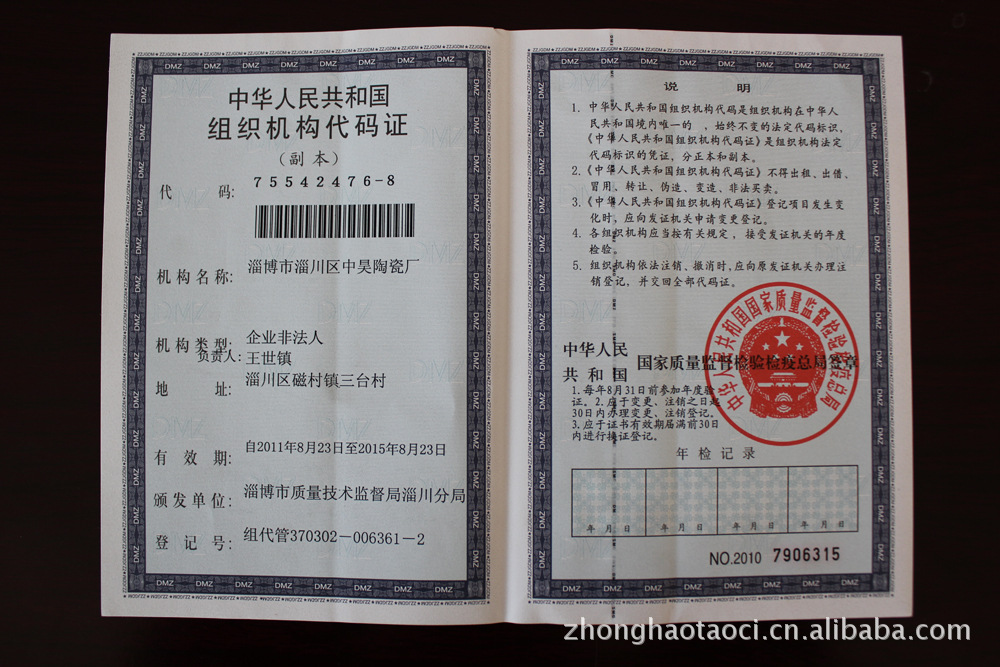 中华人民共和国
组织机构代码证
（副本）
代 码: 75542476-8
机构名称: 淄博市淄川区中昊陶瓷厂
机构类型: 企业非法人
负责人: 王世镇
地 址: 淄川区磁村镇三台村
有 效 期: 自2011年8月23日至2015年8月23日
颁发单位: 淄博市质量技术监督局淄川分局
登 记 号: 组代管370302－006361－2
说 明
1. 中华人民共和国组织机构代码是组织机构在中华人
民共和国境内唯一的 ，始终不变的法定代码标识，
《中华人民共和国组织机构代码证》是组织机构法定
代码标识的凭证，分正本和副本。
2.《中华人民共和国组织机构代码证》不得出租、出借、
冒用、转让、伪造、变造、非法买卖。
3.《中华人民共和国组织机构代码证》登记项目发生变
化时，应向发证机关申请变更登记。
4. 各组织机构应当按有关规定，接受发证机关的年度
检验。
5. 组织机构依法注销、撤消时，应向原发证机关办理注
销登记，并交回全部代码证。
中华人民
共和国 国家质量监督检验检疫总局签章
中华人民共和国国家质量监督检验检疫总局
1.每年8月31日前参加年度验
证。2.应于变更、注销之日起
30日内办理变更、注销登记。
3.应于证书有效期届满前30日
内进行换证登记。
年检记录
年 月 日 年 月 日 年 月 日 年 月 日
NO.2010 7906315
zhonghaotaoci.cn.alibaba.com